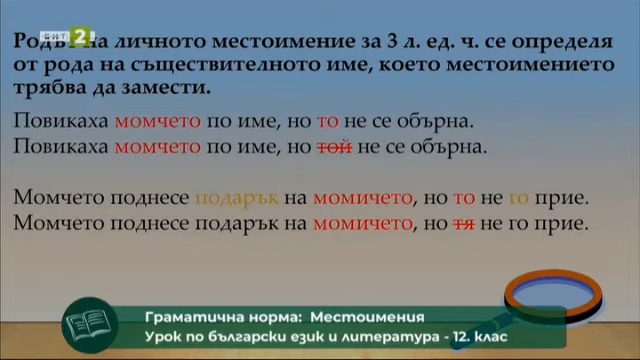 БНТ 2
Родът на личното местоимение за 3 л. ед. ч. се определя
от рода на съществителното име, което местоимението
трябва да замести.
Повикаха момчето по име, но то не се обърна.
Повикаха момчето по име, но той не се обърна.
Момчето поднесе подарък на момичето, но то не го прие.
Момчето поднесе подарък на момичето, но тя не го прие.
Граматична норма: Местоимения
Урок по български език и литература - 12. клас